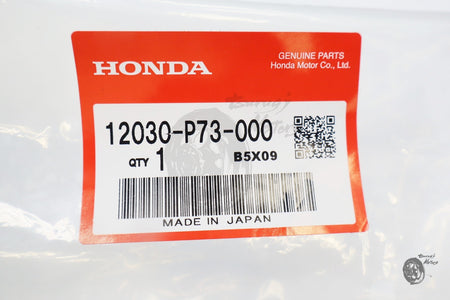 GENUINE PARTS
HONDA
Honda Motor Co., Ltd.
12030-P73-000
QTY 1 B5X09
MADE IN JAPAN